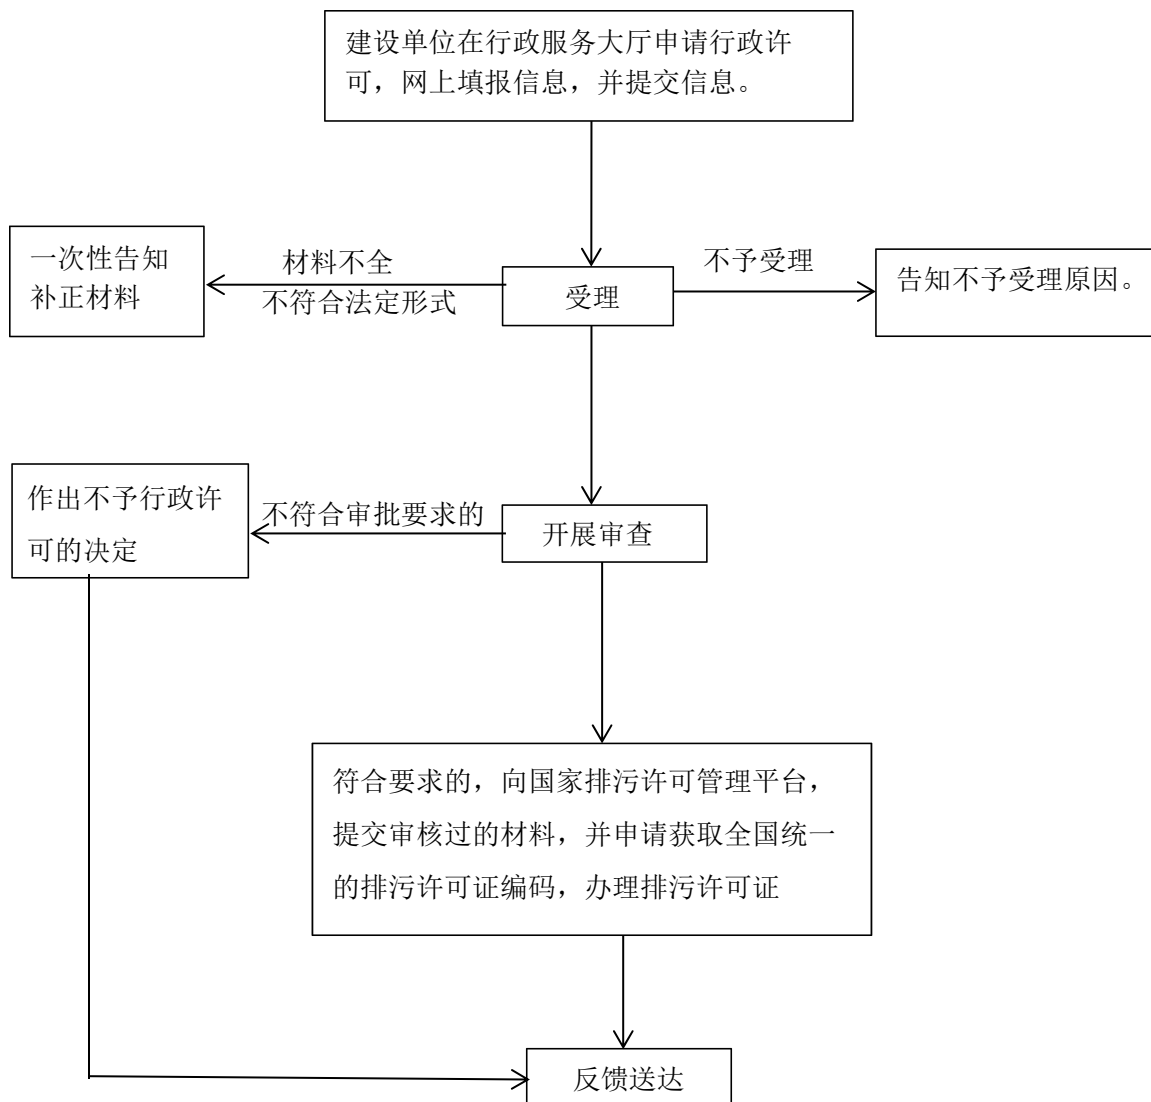 建设单位在行政服务大厅申请行政许
可，网上填报信息，并提交信息。
一次性告知
补正材料
材料不全
不符合法定形式
受理
不予受理
告知不予受理原因。
作出不予行政许
可的决定
不符合审批要求的
开展审查
符合要求的，向国家排污许可管理平台，
提交审核过的材料，并申请获取全国统一
的排污许可证编码，办理排污许可证
反馈送达